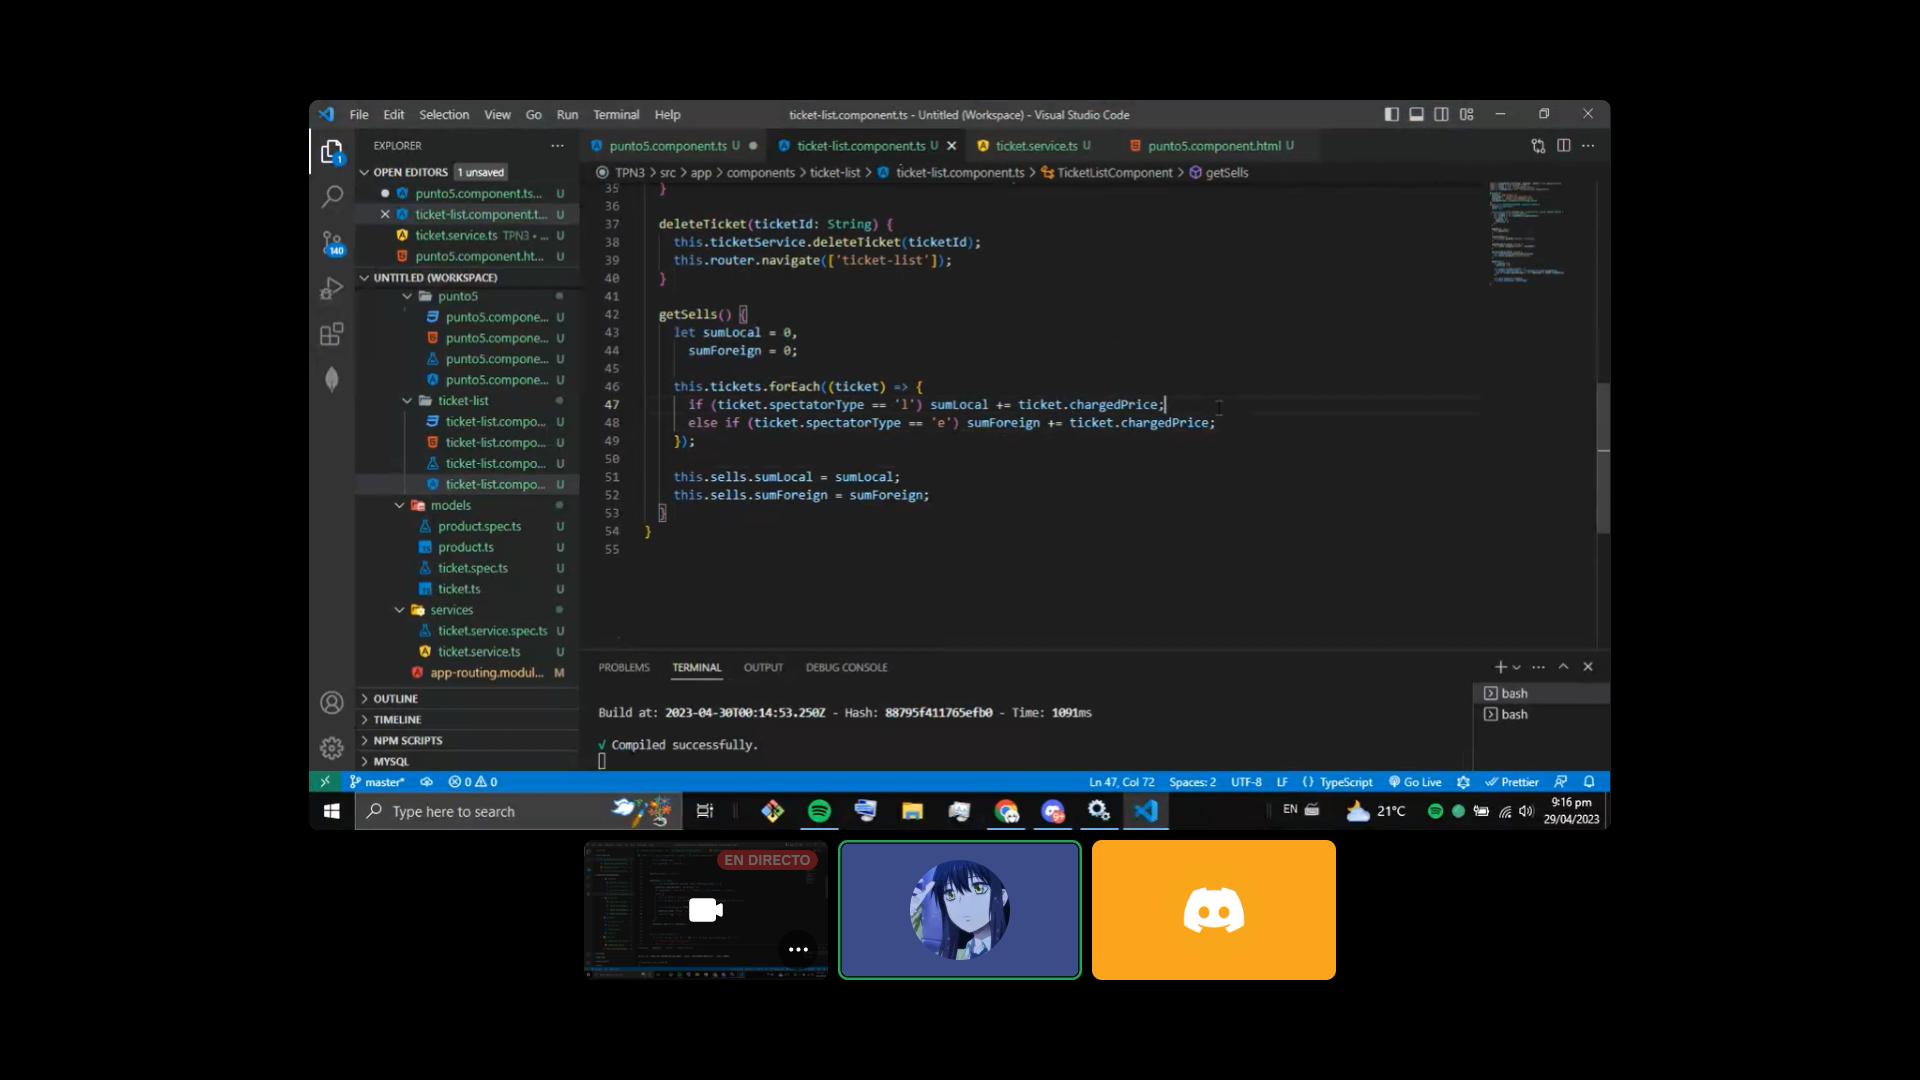 File Edit Selection View Go Run Terminal Help
ticket-list.component.ts - Untitled (Workspace) - Visual Studio Code
EXPLORER
punto5.component.ts U
ticket-list.component.ts U
ticket.service.ts U
punto5.component.html U
OPEN EDITORS 1 unsaved
TPN3 > src > app > components > ticket-list > ticket-list.component.ts > TicketListComponent > getSells
punto5.component.ts... U
ticket-list.component.t... U
ticket.service.ts TPN3 • ... U
punto5.component.ht... U
UNTITLED (WORKSPACE)
punto5
punto5.compone... U
punto5.compone... U
punto5.compone... U
punto5.compone... U
ticket-list
ticket-list.compo... U
ticket-list.compo... U
ticket-list.compo... U
ticket-list.compo... U
models
product.spec.ts U
product.ts U
ticket.spec.ts U
ticket.ts U
services
ticket.service.spec.ts U
ticket.service.ts U
app-routing.modul... M
OUTLINE
TIMELINE
NPM SCRIPTS
MYSQL
1
140
35 }
36
37 deleteTicket(ticketId: String) {
38 this.ticketService.deleteTicket(ticketId);
39 this.router.navigate(['ticket-list']);
40 }
41
42 getSells() {
43 let sumLocal = 0,
44 sumForeign = 0;
45
46 this.tickets.forEach((ticket) => {
47 if (ticket.spectatorType == 'l') sumLocal += ticket.chargedPrice;
48 else if (ticket.spectatorType == 'e') sumForeign += ticket.chargedPrice;
49 });
50
51 this.sells.sumLocal = sumLocal;
52 this.sells.sumForeign = sumForeign;
53 }
54 }
55
PROBLEMS TERMINAL OUTPUT DEBUG CONSOLE
bash
bash
Build at: 2023-04-30T00:14:53.250Z - Hash: 88795f411765efb0 - Time: 1091ms
√ Compiled successfully.
master* 0 0 Ln 47, Col 72 Spaces: 2 UTF-8 LF {} TypeScript Go Live Prettier
Type here to search
EN 21°C
9:16 pm
29/04/2023
EN DIRECTO